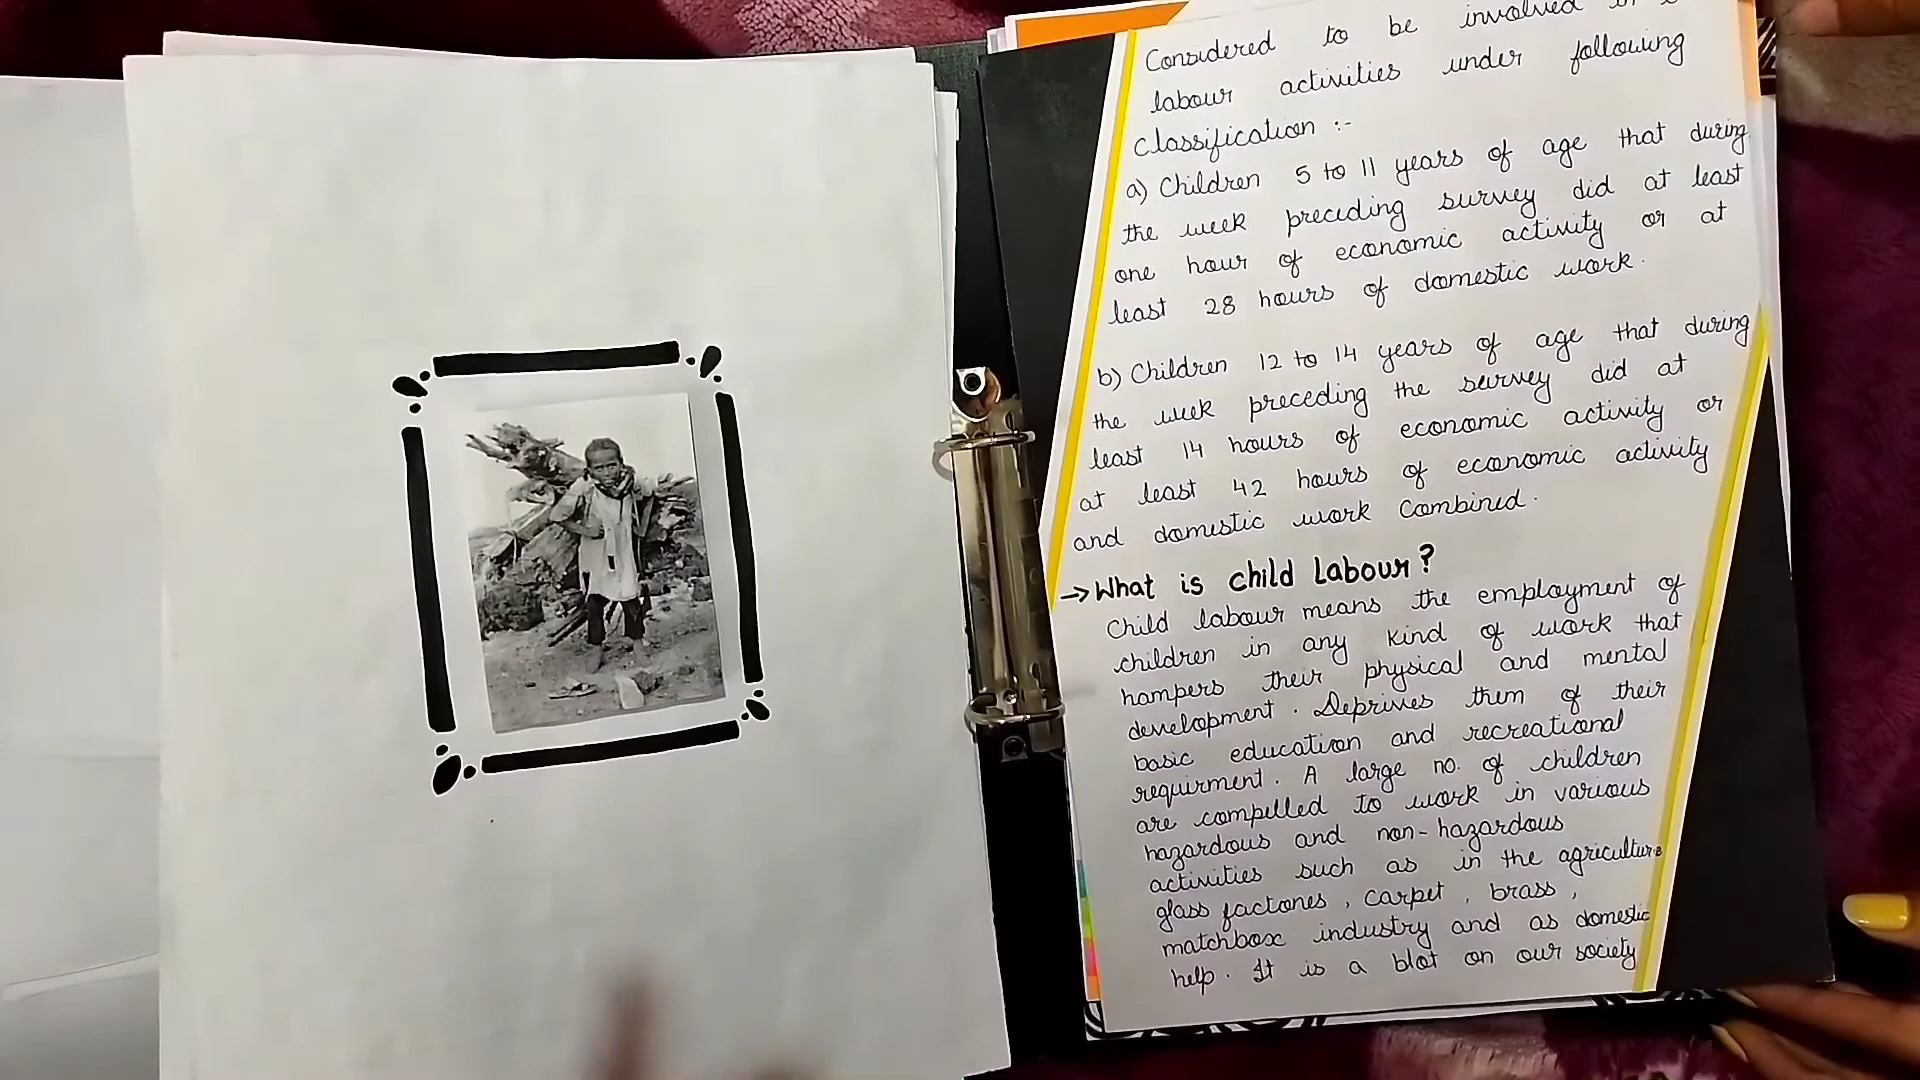 Considered to be involved in
labour activities under following
classification :-
a) Children 5 to 11 years of age that during
the week preceding survey did at least
one hour of economic activity or at
least 28 hours of domestic work.
b) Children 12 to 14 years of age that during
the week preceding the survey did at
least 14 hours of economic activity or
at least 42 hours of economic activity
and domestic work Combined.
→ What is child Labour?
Child labour means the employment of
children in any kind of work that
hampers their physical and mental
development. Deprives them of their
basic education and recreational
requirment. A large no. of children
are compelled to work in various
hazardous and non-hazardous
activities such as in the agriculture
glass factones, carpet, brass,
matchbox industry and as domestic
help. It is a blot on our society